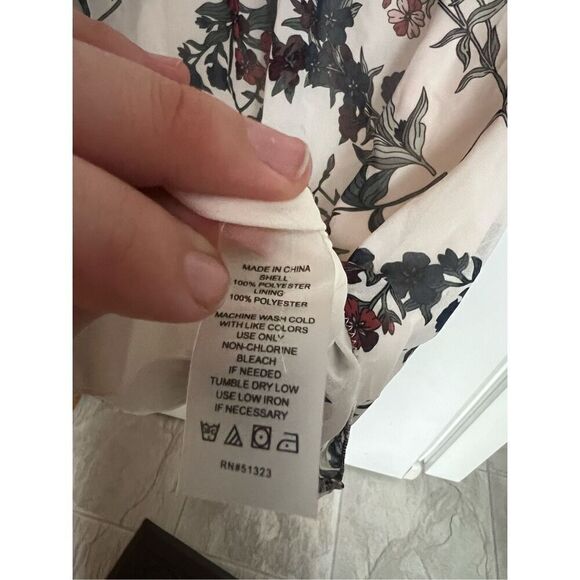 MADE IN CHINA
SHELL
100% POLYESTER
LINING
100% POLYESTER
MACHINE WASH COLD
WITH LIKE COLORS
USE ONLY
NON-CHLORINE
BLEACH
IF NEEDED
TUMBLE DRY LOW
USE LOW IRON
IF NECESSARY
RN#51323